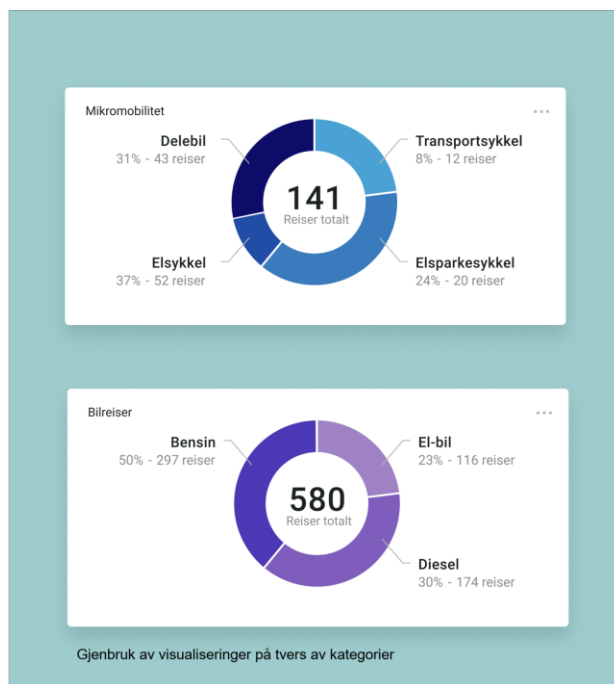 Mikromobilitet
Delebil
31% - 43 reiser
Transportsykkel
8% - 12 reiser
141
Reiser totalt
Elsykkel
37% - 52 reiser
Elsparkesykkel
24% - 20 reiser
Bilreiser
Bensin
50% - 297 reiser
El-bil
23% - 116 reiser
580
Reiser totalt
Diesel
30% - 174 reiser
Gjenbruk av visualiseringer på tvers av kategorier